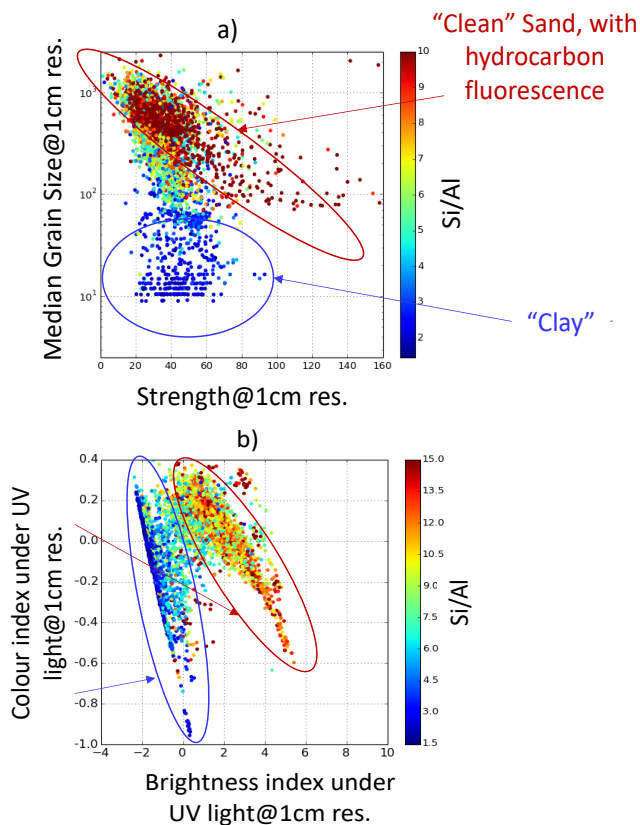 a)
“Clean” Sand, with
hydrocarbon
fluorescence
Median Grain Size@1cm res.
10³
10²
10¹
0 20 40 60 80 100 120 140 160
Strength@1cm res.
10
9
8
7
6
5
4
3
2
Si/Al
“Clay”
b)
Colour index under UV
light@1cm res.
0.4
0.2
0.0
−0.2
−0.4
−0.6
−0.8
−1.0
−4 −2 0 2 4 6 8 10
Brightness index under
UV light@1cm res.
15.0
13.5
12.0
10.5
9.0
7.5
6.0
4.5
3.0
1.5
Si/Al